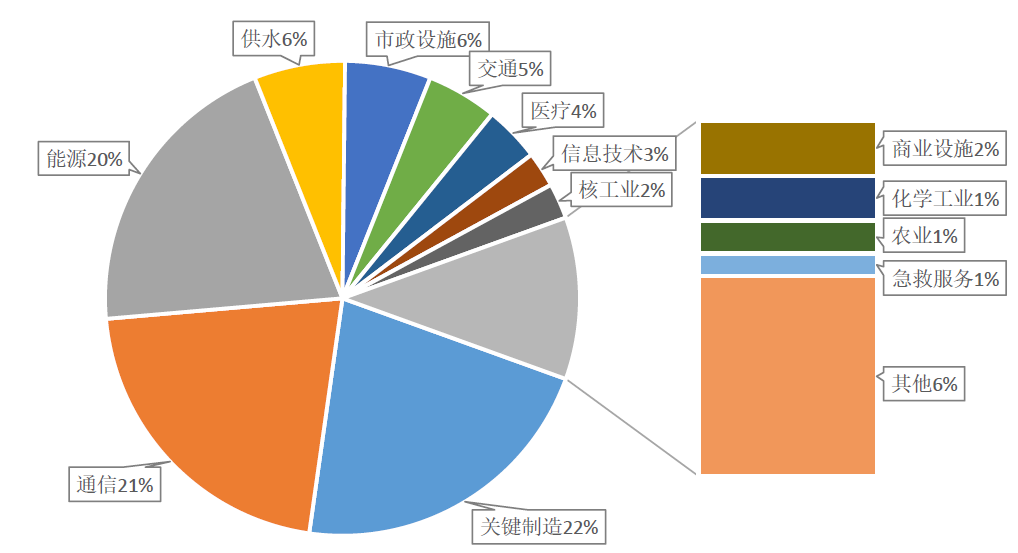 供水6%
市政设施6%
交通5%
医疗4%
信息技术3%
核工业2%
能源20%
通信21%
关键制造22%
商业设施2%
化学工业1%
农业1%
急救服务1%
其他6%